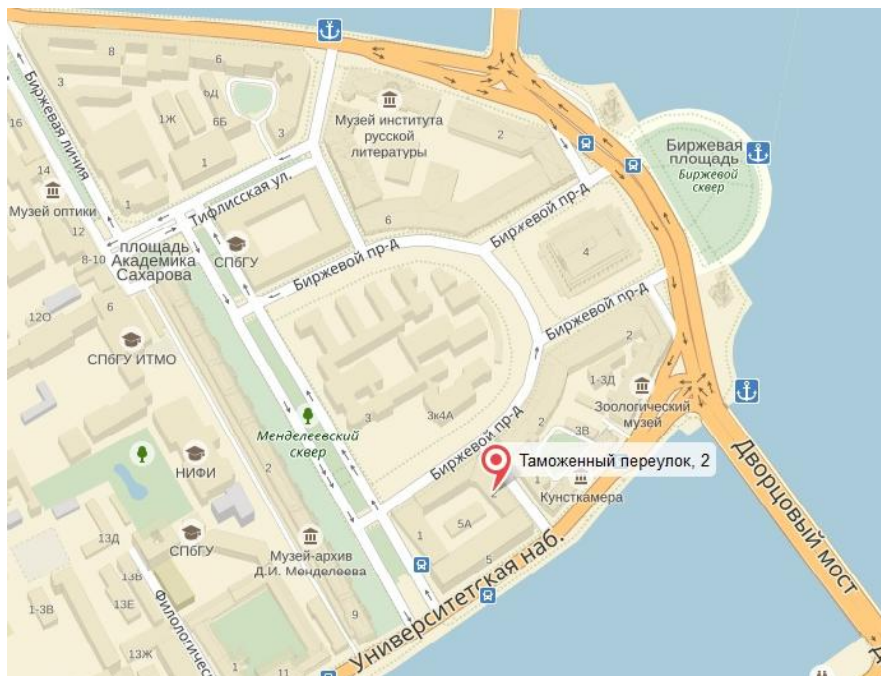 8
6
3
Биржевая линия
6Д
1Ж
6Б
3
16
1
14
Музей оптики
1
12
8-10
Тифлисская ул.
площадь
Академика
Сахарова
СПбГУ
Музей института
русской
литературы
2
6
Биржевой пр-д
Биржевой пр-д
4
Биржевая
площадь
Биржевой
сквер
Биржевой пр-д
12О
6
СПбГУ ИТМО
2
1-3Д
Зоологический
музей
3
3к4А
2
3В
Менделеевский
сквер
Биржевой пр-д
НИФИ
2
Таможенный переулок, 2
1
Кунсткамера
Дворцовый мост
2
5А
1
5
13Д
СПбГУ
Музей-архив
Д.И. Менделеева
Университетская наб.
13В
13Е
1-3В
Филологичес
9
13Ж
1
11